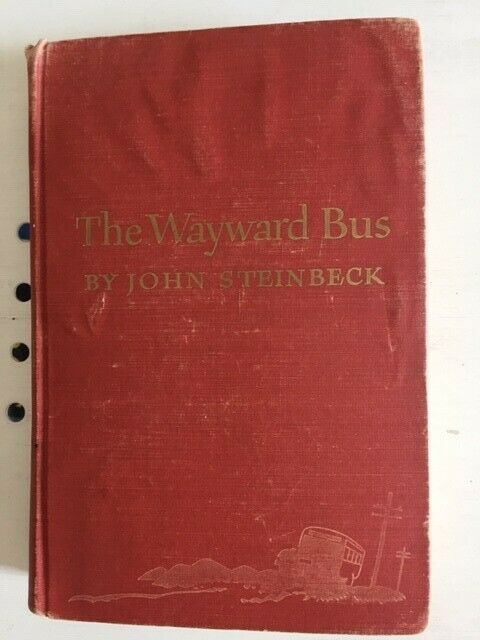 The Wayward Bus
BY JOHN STEINBECK